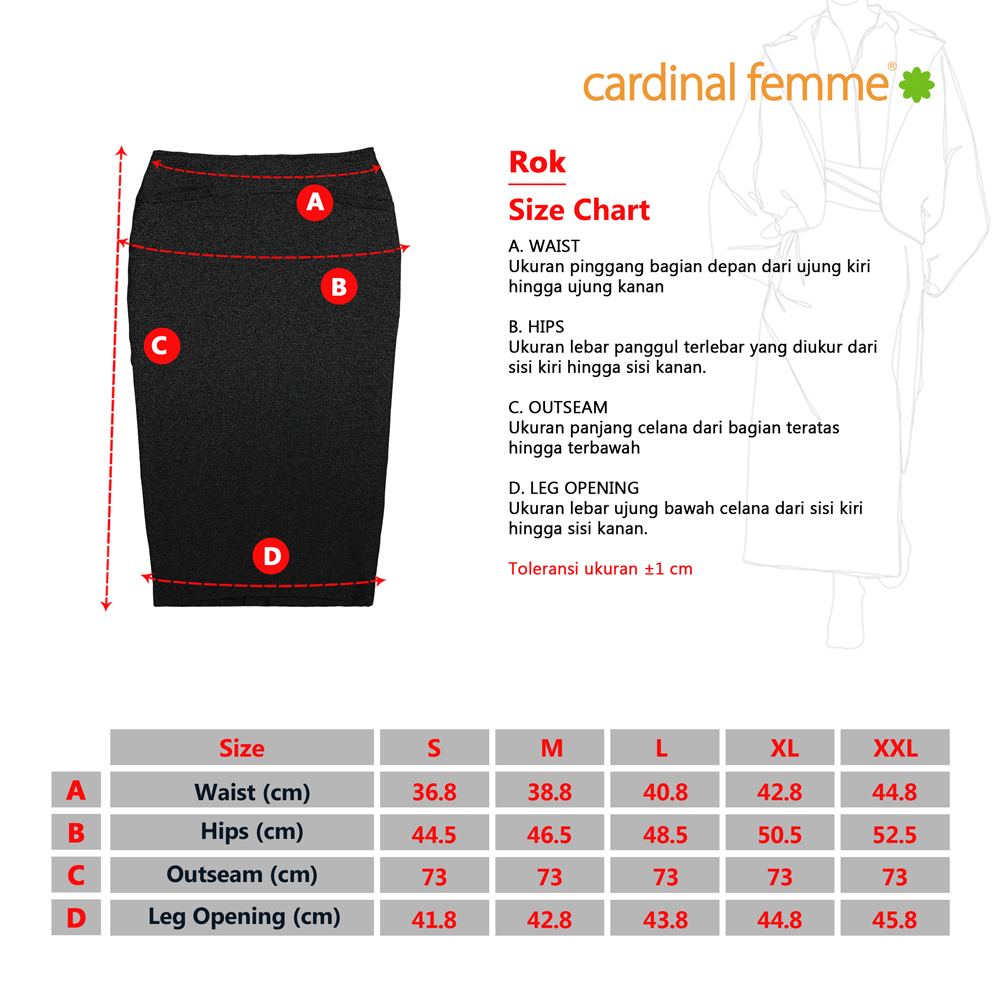 cardinal femme®
Rok
Size Chart
A. WAIST
Ukuran pinggang bagian depan dari ujung kiri
hingga ujung kanan
B. HIPS
Ukuran lebar panggul terlebar yang diukur dari
sisi kiri hingga sisi kanan.
C. OUTSEAM
Ukuran panjang celana dari bagian teratas
hingga terbawah
D. LEG OPENING
Ukuran lebar ujung bawah celana dari sisi kiri
hingga sisi kanan.
Toleransi ukuran ±1 cm
A
B
C
D
Size S M L XL XXL
A Waist (cm) 36.8 38.8 40.8 42.8 44.8
B Hips (cm) 44.5 46.5 48.5 50.5 52.5
C Outseam (cm) 73 73 73 73 73
D Leg Opening (cm) 41.8 42.8 43.8 44.8 45.8